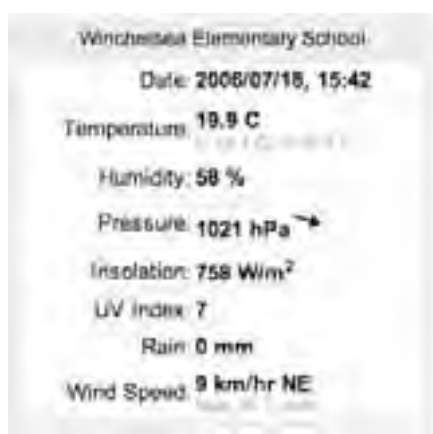 Winchelsea Elementary School
Date: 2006/07/18, 15:42
Temperature: 19.9 C
Humidity: 58 %
Pressure: 1021 hPa
Insolation: 758 W/m²
UV Index: 7
Rain: 0 mm
Wind Speed: 9 km/hr NE